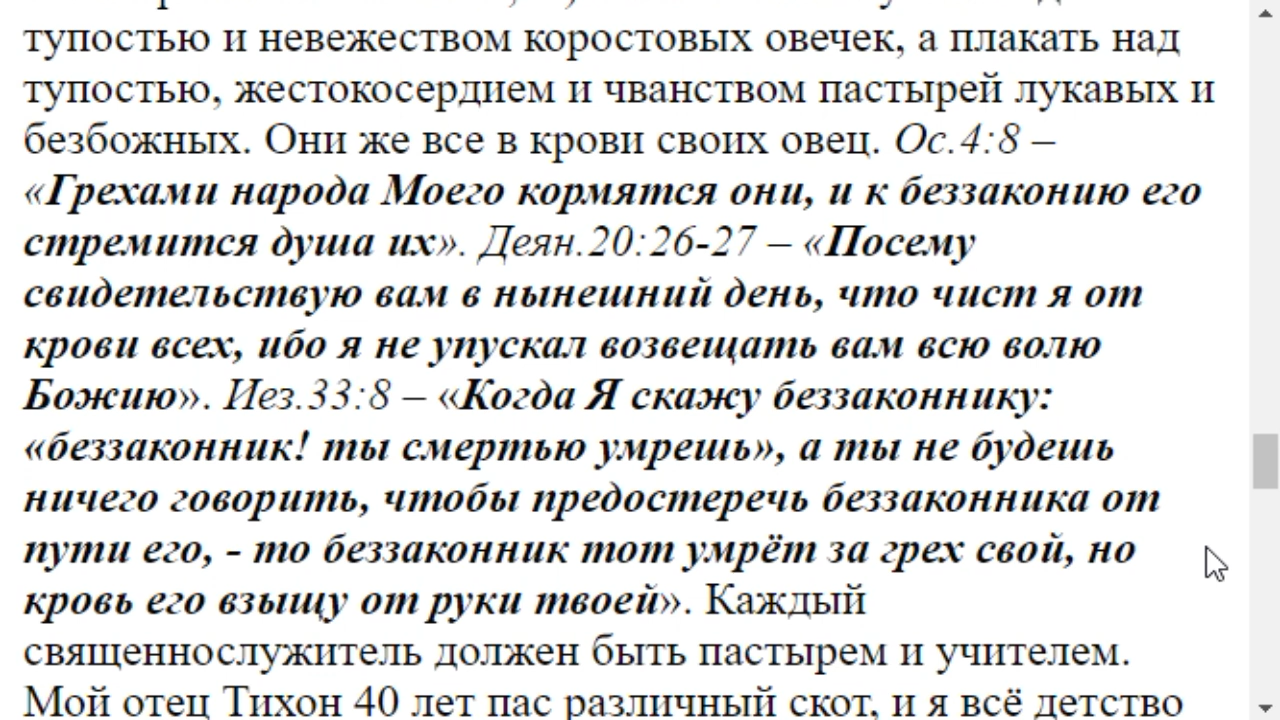 тупостью и невежеством коростовых овечек, а плакать над
тупостью, жестокосердием и чванством пастырей лукавых и
безбожных. Они же все в крови своих овец. Ос.4:8 –
«Грехами народа Моего кормятся они, и к беззаконию его
стремится душа их». Деян.20:26-27 – «Посему
свидетельствую вам в нынешний день, что чист я от
крови всех, ибо я не упускал возвещать вам всю волю
Божию». Иез.33:8 – «Когда Я скажу беззаконнику:
«беззаконник! ты смертью умрешь», а ты не будешь
ничего говорить, чтобы предостеречь беззаконника от
пути его, - то беззаконник тот умрёт за грех свой, но
кровь его взыщу от руки твоей». Каждый
священнослужитель должен быть пастырем и учителем.
Мой отец Тихон 40 лет пас различный скот, и я всё детство